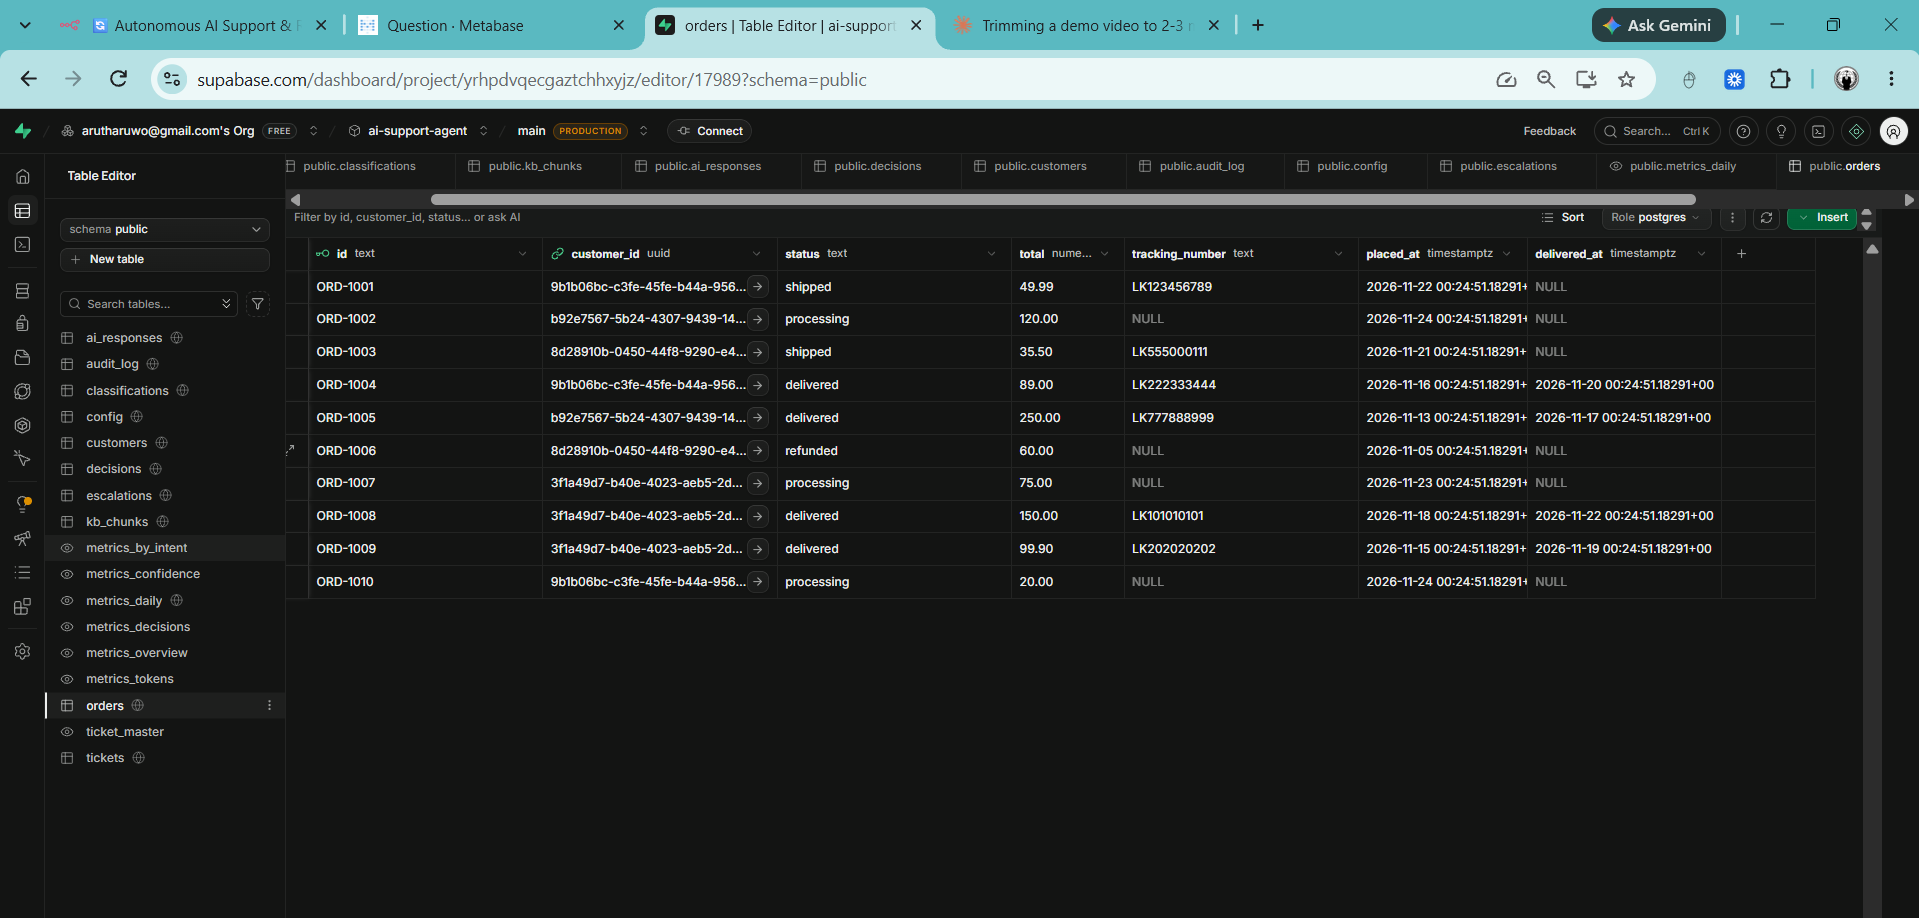 Autonomous AI Support &
Question · Metabase
orders | Table Editor | ai-support
Trimming a demo video to 2-3
Ask Gemini
supabase.com/dashboard/project/yrhpdvqecgaztchhxyjz/editor/17989?schema=public
arutharuwo@gmail.com's Org FREE / ai-support-agent / main PRODUCTION Connect Feedback Search... Ctrl K
Table Editor
public.classifications public.kb_chunks public.ai_responses public.decisions public.customers public.audit_log public.config public.escalations public.metrics_daily public.orders
Filter by id, customer_id, status... or ask AI Sort Role postgres Insert
schema public
New table
Search tables...
ai_responses
audit_log
classifications
config
customers
decisions
escalations
kb_chunks
metrics_by_intent
metrics_confidence
metrics_daily
metrics_decisions
metrics_overview
metrics_tokens
orders
ticket_master
tickets
id text customer_id uuid status text total nume... tracking_number text placed_at timestamptz delivered_at timestamptz
ORD-1001 9b1b06bc-c3fe-45fe-b44a-956... shipped 49.99 LK123456789 2026-11-22 00:24:51.18291+ NULL
ORD-1002 b92e7567-5b24-4307-9439-14... processing 120.00 NULL 2026-11-24 00:24:51.18291+ NULL
ORD-1003 8d28910b-0450-44f8-9290-e4... shipped 35.50 LK555000111 2026-11-21 00:24:51.18291+ NULL
ORD-1004 9b1b06bc-c3fe-45fe-b44a-956... delivered 89.00 LK222333444 2026-11-16 00:24:51.18291+ 2026-11-20 00:24:51.18291+00
ORD-1005 b92e7567-5b24-4307-9439-14... delivered 250.00 LK777888999 2026-11-13 00:24:51.18291+ 2026-11-17 00:24:51.18291+00
ORD-1006 8d28910b-0450-44f8-9290-e4... refunded 60.00 NULL 2026-11-05 00:24:51.18291+ NULL
ORD-1007 3f1a49d7-b40e-4023-aeb5-2d... processing 75.00 NULL 2026-11-23 00:24:51.18291+ NULL
ORD-1008 3f1a49d7-b40e-4023-aeb5-2d... delivered 150.00 LK101010101 2026-11-18 00:24:51.18291+ 2026-11-22 00:24:51.18291+00
ORD-1009 3f1a49d7-b40e-4023-aeb5-2d... delivered 99.90 LK202020202 2026-11-15 00:24:51.18291+ 2026-11-19 00:24:51.18291+00
ORD-1010 9b1b06bc-c3fe-45fe-b44a-956... processing 20.00 NULL 2026-11-24 00:24:51.18291+ NULL